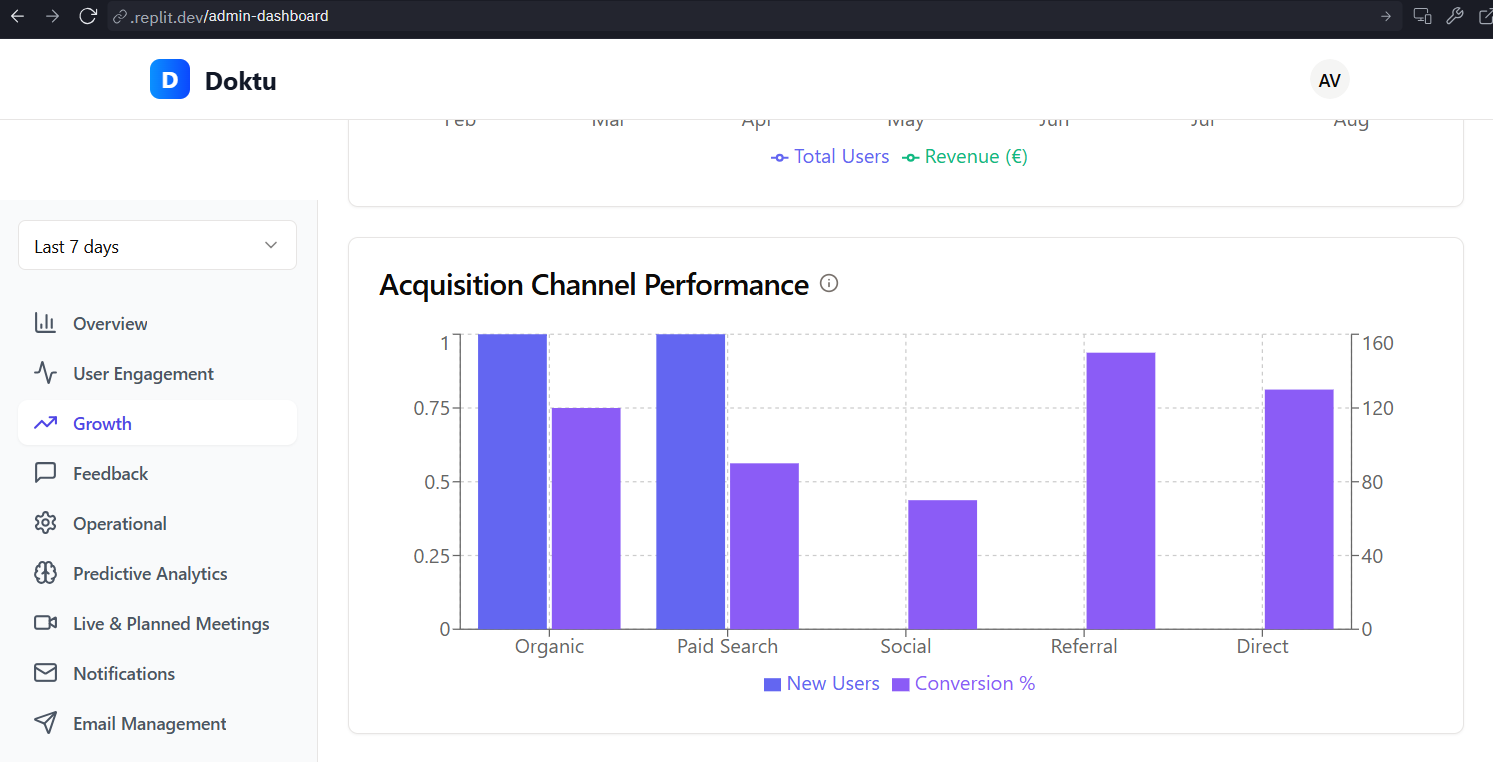 .replit.dev/admin-dashboard
D Doktu
AV
Feb Mar Apr May Jun Jul Aug
Total Users Revenue (€)
Last 7 days
Overview
User Engagement
Growth
Feedback
Operational
Predictive Analytics
Live & Planned Meetings
Notifications
Email Management
Acquisition Channel Performance
1 160
0.75 120
0.5 80
0.25 40
0 0
Organic Paid Search Social Referral Direct
New Users Conversion %